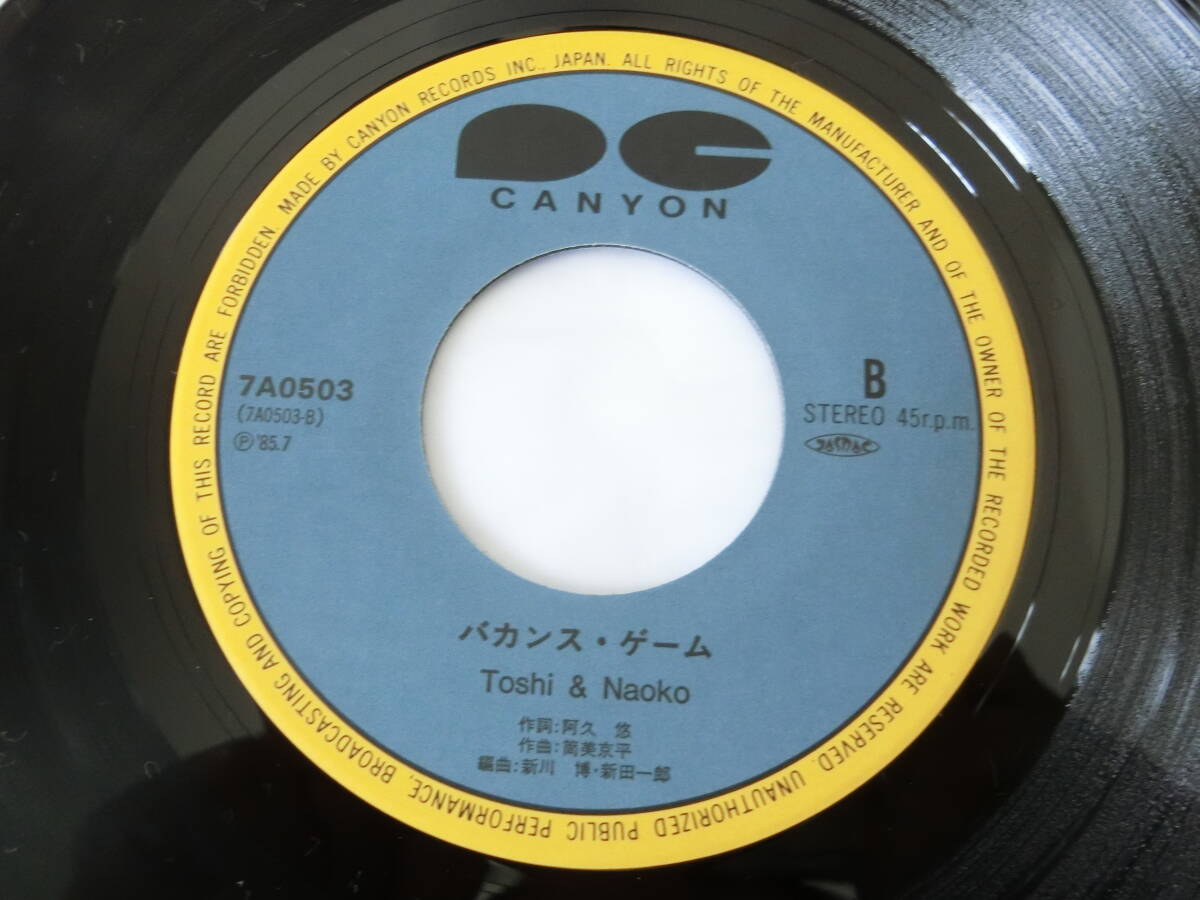 MADE BY CANYON RECORDS INC., JAPAN. ALL RIGHTS OF THE MANUFACTURER AND OF THE OWNER OF THE RECORDED WORK ARE RESERVED. UNAUTHORIZED PUBLIC PERFORMANCE, BROADCASTING AND COPYING OF THIS RECORD ARE FORBIDDEN.
PC
CANYON
7A0503
(7A0503-B)
Ⓟ'85.7
B
STEREO 45r.p.m.
JASRAC
バカンス・ゲーム
Toshi & Naoko
作詞:阿久 悠
作曲:筒美京平
編曲:新川 博・新田一郎